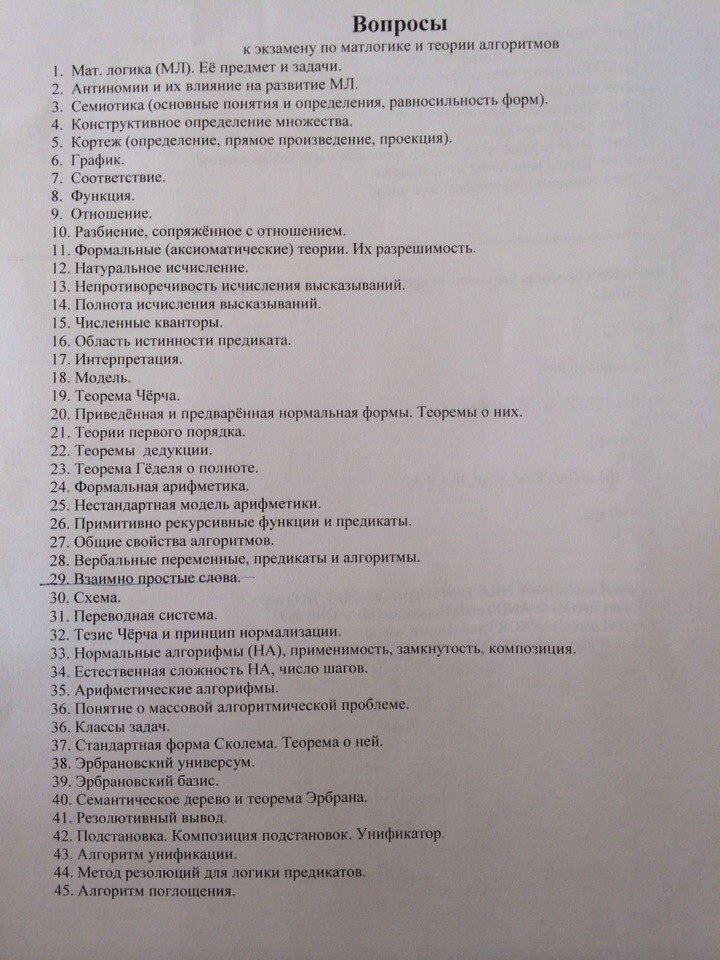 Вопросы
к экзамену по матлогике и теории алгоритмов
1. Мат. логика (МЛ). Её предмет и задачи.
2. Антиномии и их влияние на развитие МЛ.
3. Семиотика (основные понятия и определения, равносильность форм).
4. Конструктивное определение множества.
5. Кортеж (определение, прямое произведение, проекция).
6. График.
7. Соответствие.
8. Функция.
9. Отношение.
10. Разбиение, сопряжённое с отношением.
11. Формальные (аксиоматические) теории. Их разрешимость.
12. Натуральное исчисление.
13. Непротиворечивость исчисления высказываний.
14. Полнота исчисления высказываний.
15. Численные кванторы.
16. Область истинности предиката.
17. Интерпретация.
18. Модель.
19. Теорема Чёрча.
20. Приведённая и предварённая нормальная формы. Теоремы о них.
21. Теории первого порядка.
22. Теоремы дедукции.
23. Теорема Гёделя о полноте.
24. Формальная арифметика.
25. Нестандартная модель арифметики.
26. Примитивно рекурсивные функции и предикаты.
27. Общие свойства алгоритмов.
28. Вербальные переменные, предикаты и алгоритмы.
29. Взаимно простые слова.
30. Схема.
31. Переводная система.
32. Тезис Чёрча и принцип нормализации.
33. Нормальные алгорифмы (НА), применимость, замкнутость, композиция.
34. Естественная сложность НА, число шагов.
35. Арифметические алгорифмы.
36. Понятие о массовой алгоритмической проблеме.
36. Классы задач.
37. Стандартная форма Сколема. Теорема о ней.
38. Эрбрановский универсум.
39. Эрбрановский базис.
40. Семантическое дерево и теорема Эрбрана.
41. Резолютивный вывод.
42. Подстановка. Композиция подстановок. Унификатор.
43. Алгоритм унификации.
44. Метод резолюций для логики предикатов.
45. Алгоритм поглощения.